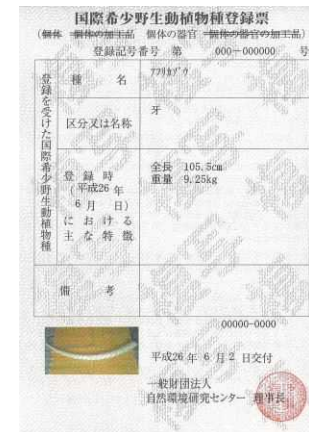 国際希少野生動植物種登録票
(個体 個体の加工品 個体の器官 個体の器官の加工品)
登録記号番号 第 000-000000 号
登録を受けた国際希少野生動植物種
種 名
アフリカゾウ
区分又は名称
牙
登 録 時
(平成26 年
6 月 日)
に お け る
主 な 特 徴
全長 105.5cm
重量 9.25kg
備 考
00000-0000
平成26 年 6 月 2 日交付
一般財団法人
自然環境研究センター 理事長
複写